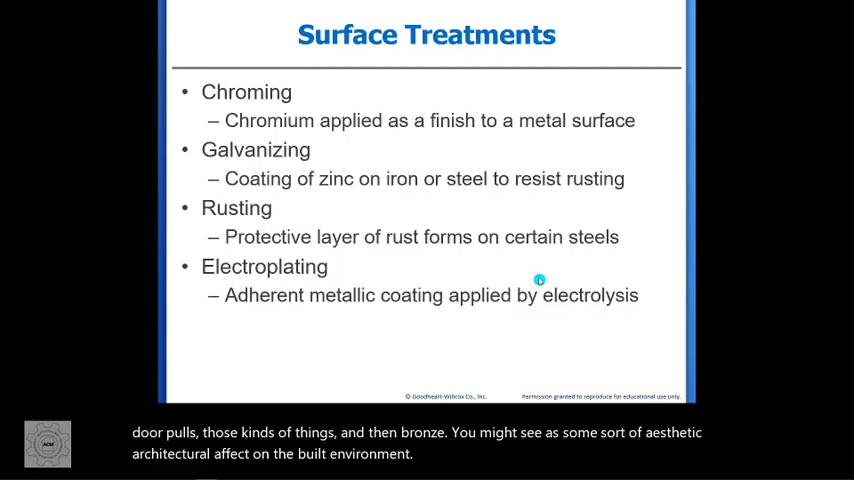 Surface Treatments
• Chroming
– Chromium applied as a finish to a metal surface
• Galvanizing
– Coating of zinc on iron or steel to resist rusting
• Rusting
– Protective layer of rust forms on certain steels
• Electroplating
– Adherent metallic coating applied by electrolysis
© Goodheart-Willcox Co., Inc. Permission granted to reproduce for educational use only.
ACM
door pulls, those kinds of things, and then bronze. You might see as some sort of aesthetic
architectural affect on the built environment.